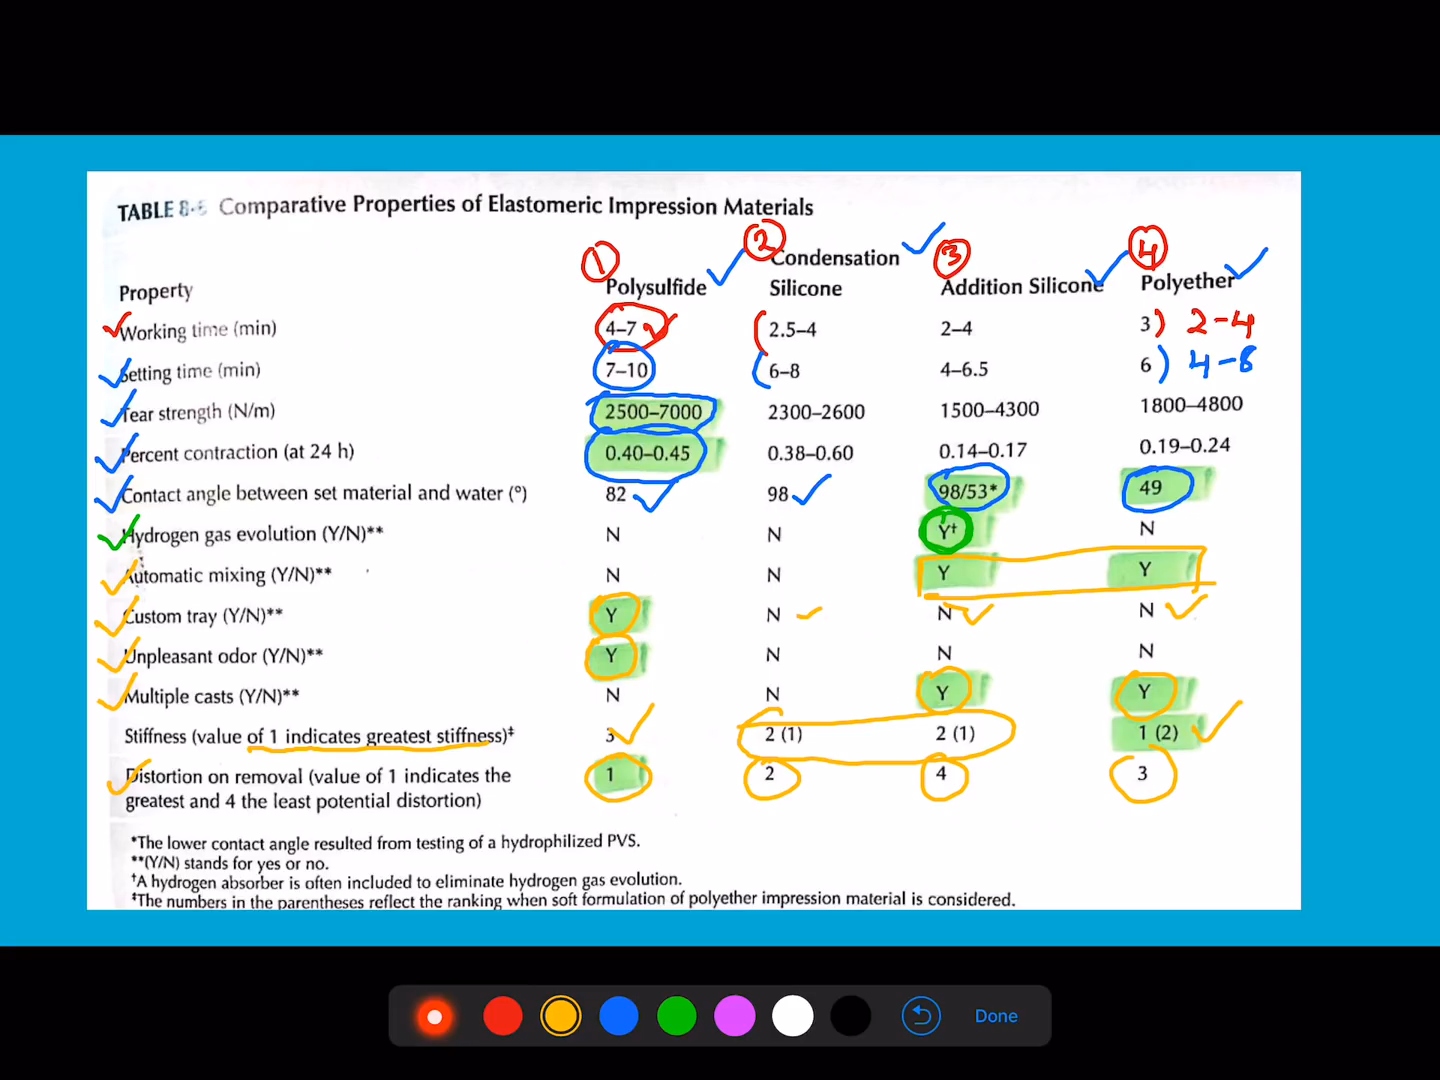 TABLE 8-5 Comparative Properties of Elastomeric Impression Materials
1 2 3 4
Property Polysulfide Condensation Silicone Addition Silicone Polyether
Working time (min) 4–7 2.5–4 2–4 3) 2-4
Setting time (min) 7–10 6–8 4–6.5 6) 4-8
Tear strength (N/m) 2500–7000 2300–2600 1500–4300 1800–4800
Percent contraction (at 24 h) 0.40–0.45 0.38–0.60 0.14–0.17 0.19–0.24
Contact angle between set material and water (°) 82 98 98/53* 49
Hydrogen gas evolution (Y/N)** N N Y† N
Automatic mixing (Y/N)** N N Y Y
Custom tray (Y/N)** Y N N N
Unpleasant odor (Y/N)** Y N N N
Multiple casts (Y/N)** N N Y Y
Stiffness (value of 1 indicates greatest stiffness)‡ 3 2 (1) 2 (1) 1 (2)
Distortion on removal (value of 1 indicates the 1 2 4 3
greatest and 4 the least potential distortion)
*The lower contact angle resulted from testing of a hydrophilized PVS.
**(Y/N) stands for yes or no.
†A hydrogen absorber is often included to eliminate hydrogen gas evolution.
‡The numbers in the parentheses reflect the ranking when soft formulation of polyether impression material is considered.
Done